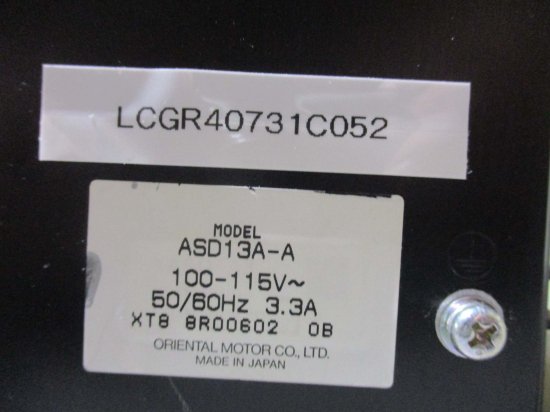 LCGR40731C052
MODEL
ASD13A-A
100-115V~
50/60Hz 3.3A
XT8 8R00602 0B
ORIENTAL MOTOR CO., LTD.
MADE IN JAPAN